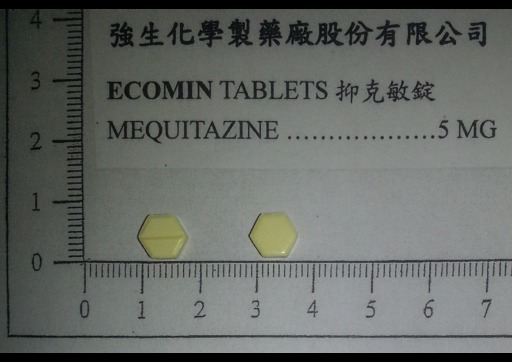 強生化學製藥廠股份有限公司
ECOMIN TABLETS 抑克敏錠
MEQUITAZINE ..................5 MG
4
3
2
1
0
0 1 2 3 4 5 6 7